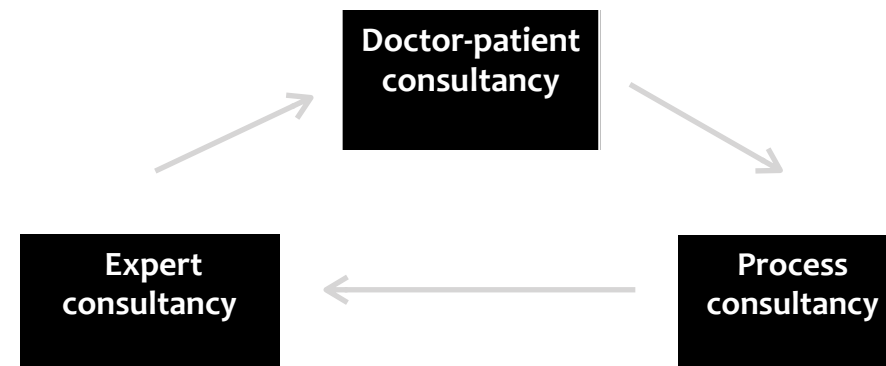 Doctor-patient
consultancy
Expert
consultancy
Process
consultancy